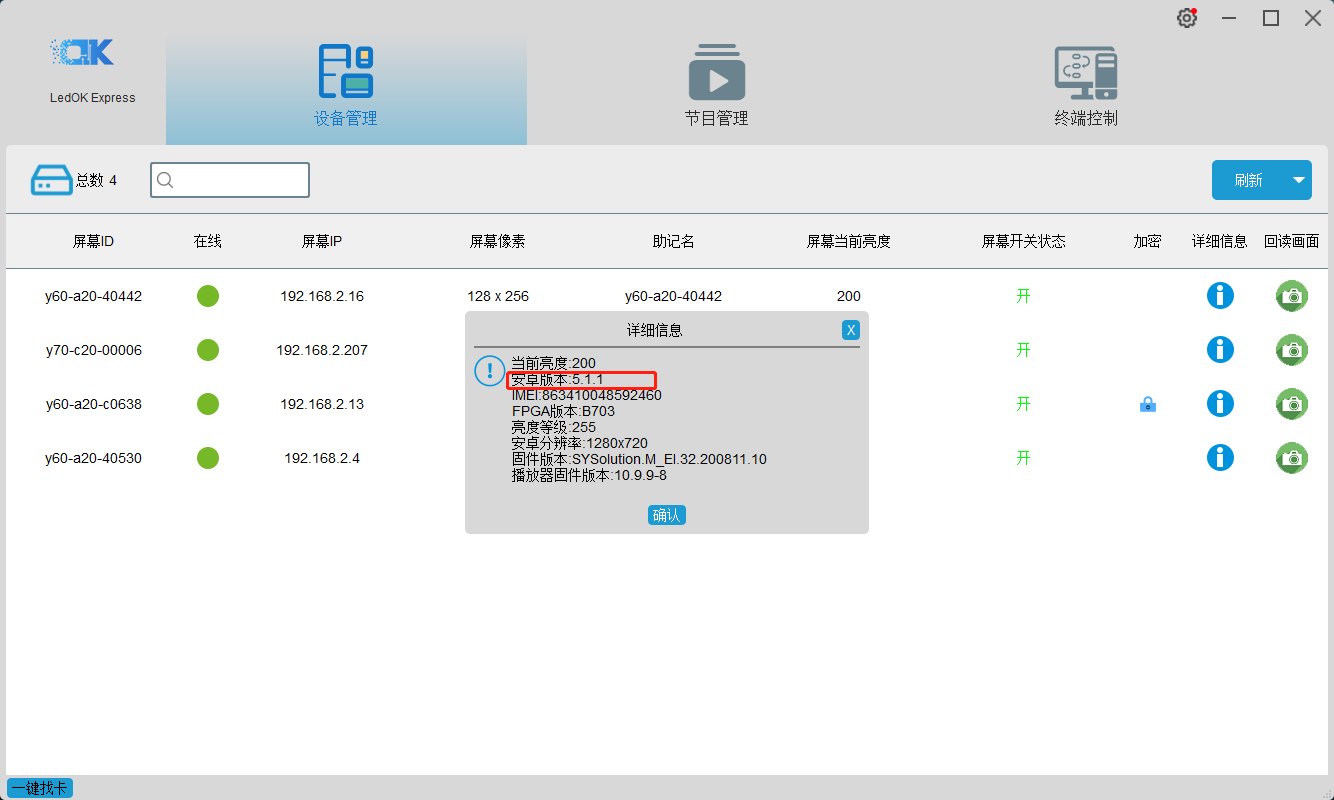 LedOK Express
设备管理
节目管理
终端控制
总数 4
刷新
屏幕ID 在线 屏幕IP 屏幕像素 助记名 屏幕当前亮度 屏幕开关状态 加密 详细信息 回读画面
y60-a20-40442 192.168.2.16 128 x 256 y60-a20-40442 200 开
y70-c20-00006 192.168.2.207 开
y60-a20-c0638 192.168.2.13 开
y60-a20-40530 192.168.2.4 开
详细信息 X
当前亮度:200
安卓版本:5.1.1
IMEI:863410048592460
FPGA版本:B703
亮度等级:255
安卓分辨率:1280x720
固件版本:SYSolution.M_EI.32.200811.10
播放器固件版本:10.9.9-8
确认
一键找卡